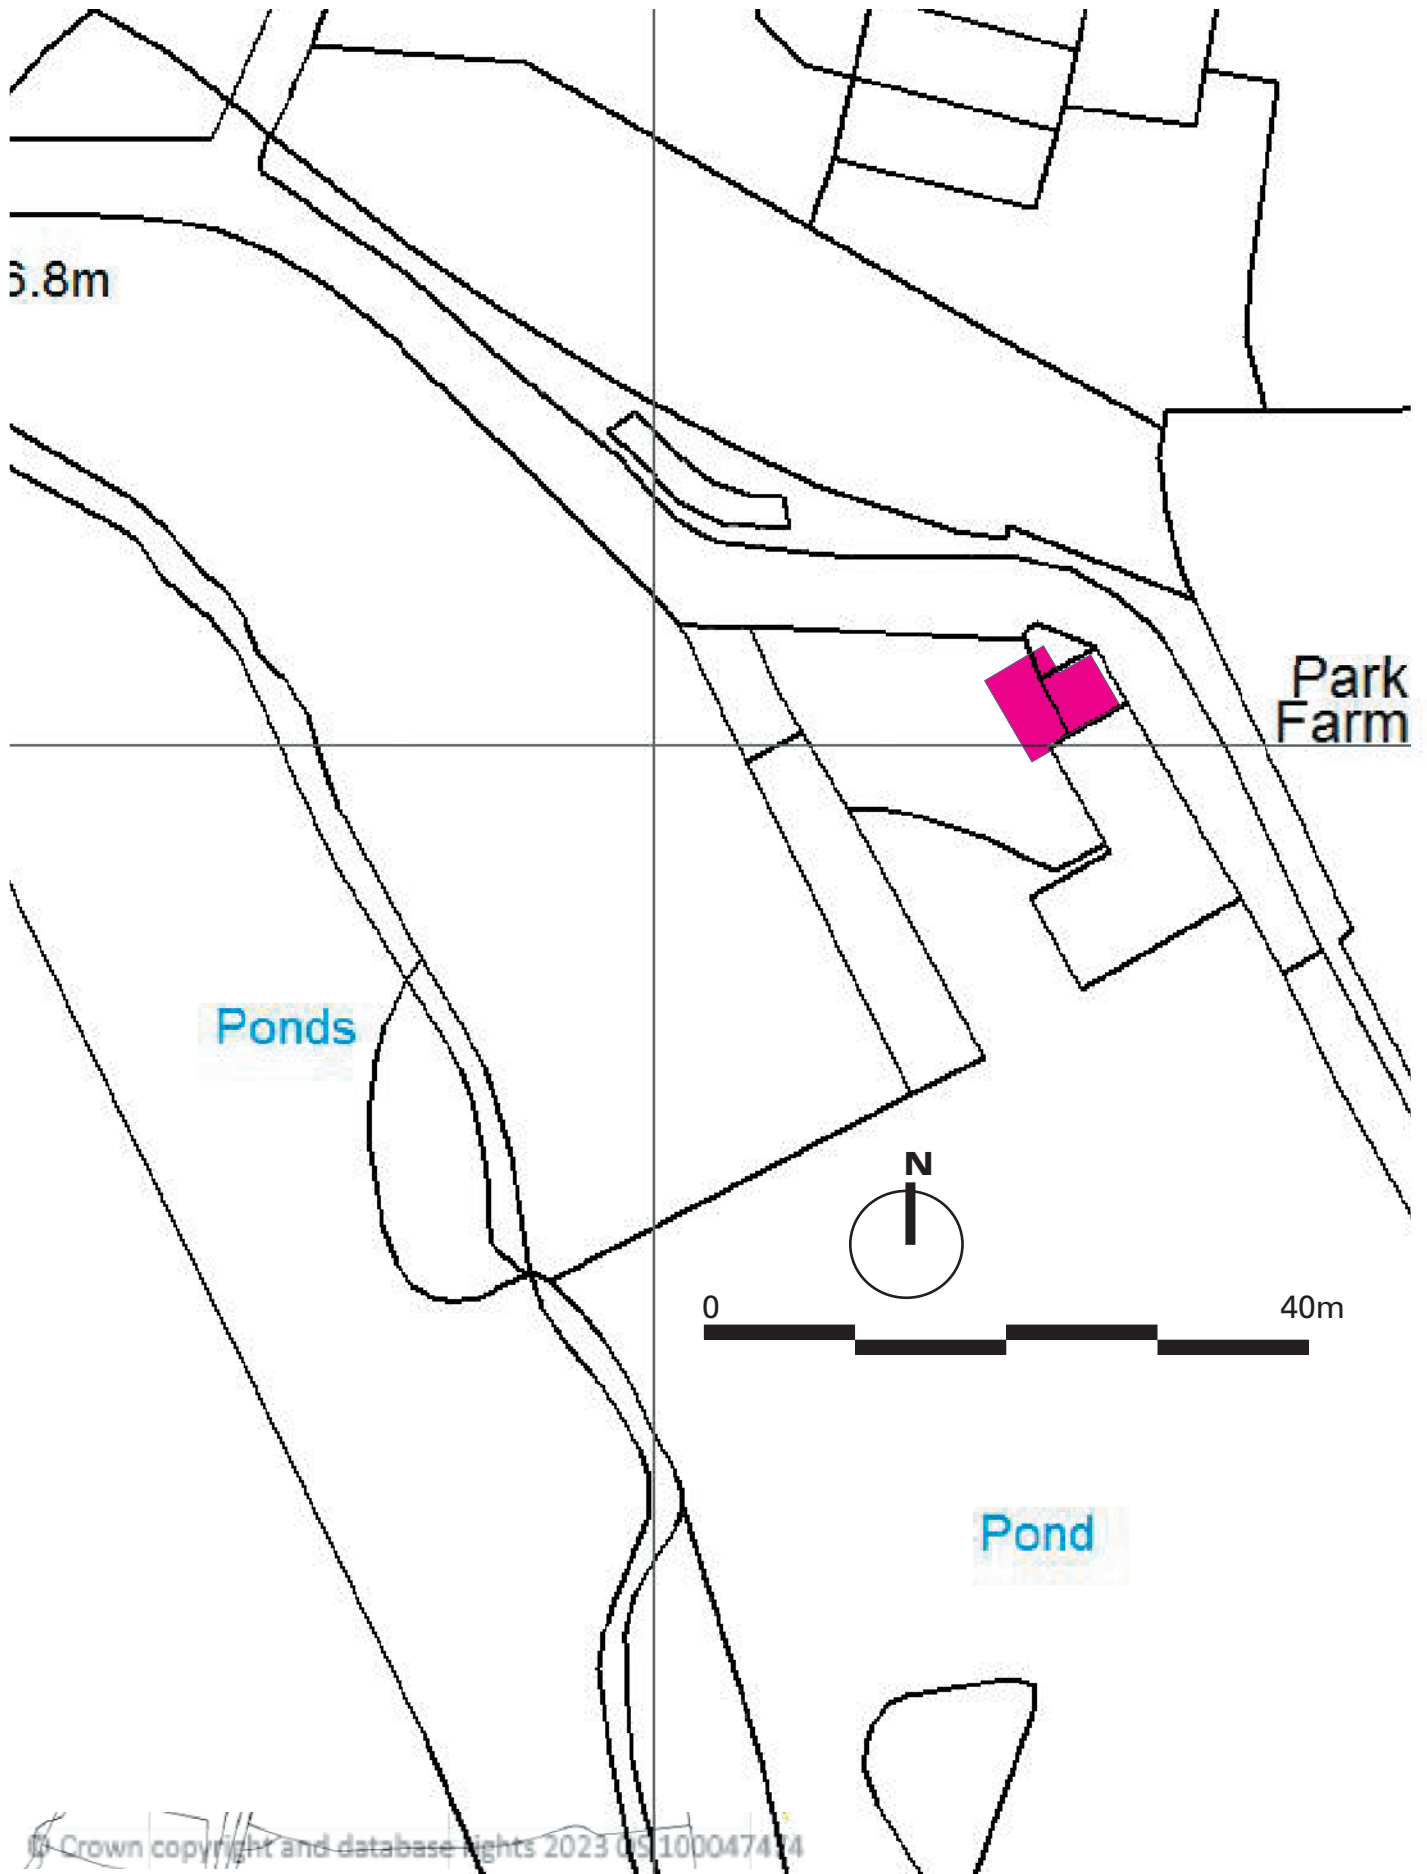 6.8m
Park
Farm
Ponds
N
0 40m
Pond
© Crown copyright and database rights 2023 OS 100047474